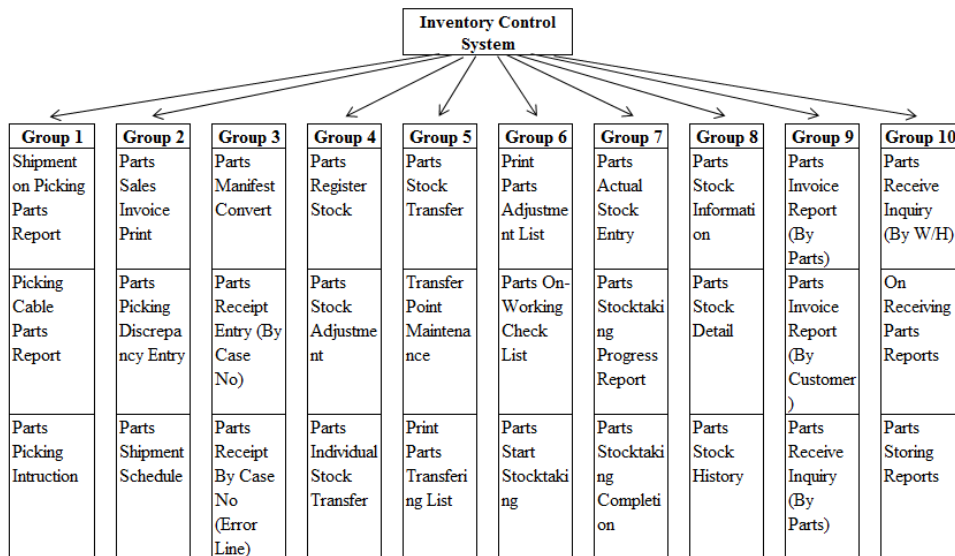 Inventory Control
System
Group 1
Shipment
on Picking
Parts
Report
Picking
Cable
Parts
Report
Parts
Picking
Intruction
Group 2
Parts
Sales
Invoice
Print
Parts
Picking
Discrepa
ncy Entry
Parts
Shipment
Schedule
Group 3
Parts
Manifest
Convert
Parts
Receipt
Entry (By
Case
No)
Parts
Receipt
By Case
No
(Error
Line)
Group 4
Parts
Register
Stock
Parts
Stock
Adjustme
nt
Parts
Individual
Stock
Transfer
Group 5
Parts
Stock
Transfer
Transfer
Point
Maintena
nce
Print
Parts
Transferi
ng List
Group 6
Print
Parts
Adjustme
nt List
Parts On-
Working
Check
List
Parts
Start
Stocktaki
ng
Group 7
Parts
Actual
Stock
Entry
Parts
Stocktaki
ng
Progress
Report
Parts
Stocktaki
ng
Completi
on
Group 8
Parts
Stock
Informati
on
Parts
Stock
Detail
Parts
Stock
History
Group 9
Parts
Invoice
Report
(By
Parts)
Parts
Invoice
Report
(By
Customer
)
Parts
Receive
Inquiry
(By
Parts)
Group 10
Parts
Receive
Inquiry
(By W/H)
On
Receiving
Parts
Reports
Parts
Storing
Reports